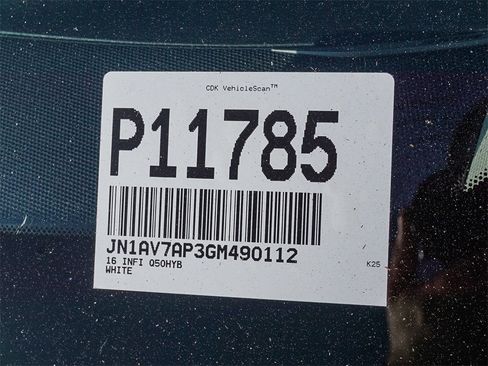 CDK VehicleScan™
P11785
JN1AV7AP3GM490112
16 INFI Q50HYB
WHITE
K25